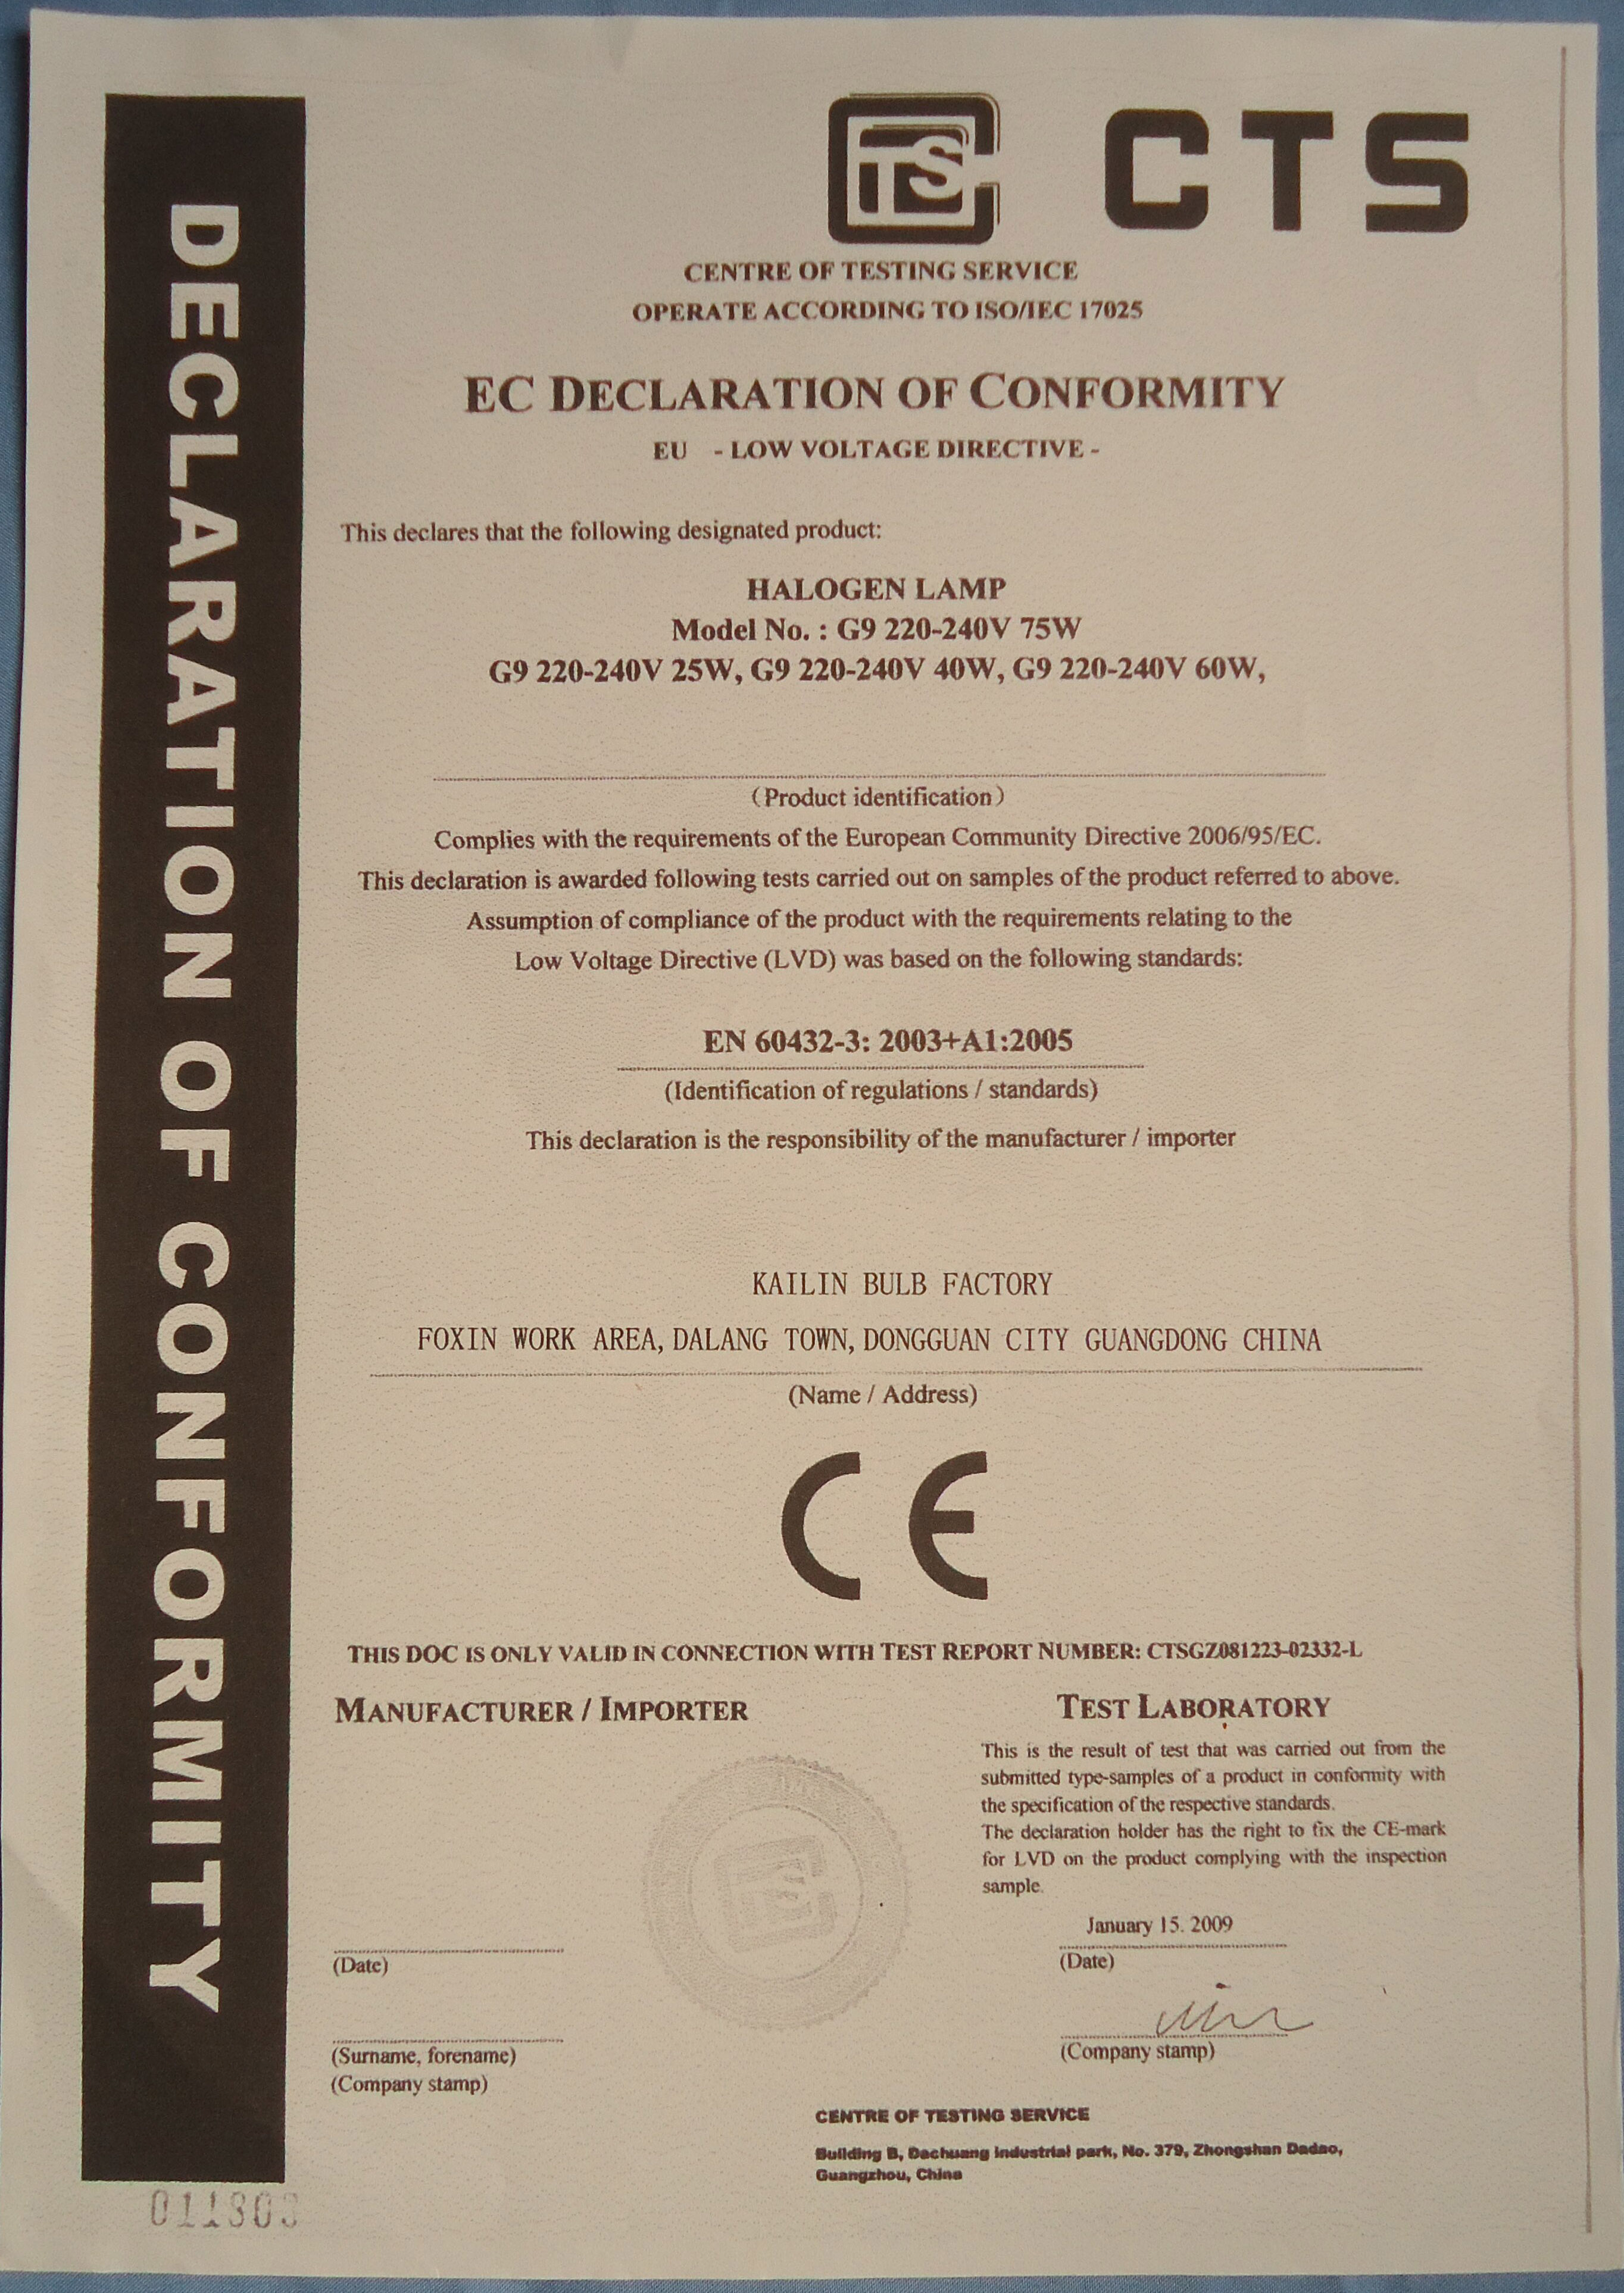 DECLARATION OF CONFORMITY
CTS
CTS
CENTRE OF TESTING SERVICE
OPERATE ACCORDING TO ISO/IEC 17025
EC DECLARATION OF CONFORMITY
EU - LOW VOLTAGE DIRECTIVE -
This declares that the following designated product:
HALOGEN LAMP
Model No. : G9 220-240V 75W
G9 220-240V 25W, G9 220-240V 40W, G9 220-240V 60W,
(Product identification)
Complies with the requirements of the European Community Directive 2006/95/EC.
This declaration is awarded following tests carried out on samples of the product referred to above.
Assumption of compliance of the product with the requirements relating to the
Low Voltage Directive (LVD) was based on the following standards:
EN 60432-3: 2003+A1:2005
(Identification of regulations / standards)
This declaration is the responsibility of the manufacturer / importer
KAILIN BULB FACTORY
FOXIN WORK AREA, DALANG TOWN, DONGGUAN CITY GUANGDONG CHINA
(Name / Address)
CE
THIS DOC IS ONLY VALID IN CONNECTION WITH TEST REPORT NUMBER: CTSGZ081223-02332-L
MANUFACTURER / IMPORTER
(Date)
(Surname, forename)
(Company stamp)
TEST LABORATORY
This is the result of test that was carried out from the
submitted type-samples of a product in conformity with
the specification of the respective standards.
The declaration holder has the right to fix the CE-mark
for LVD on the product complying with the inspection
sample.
January 15. 2009
(Date)
(Company stamp)
CENTRE OF TESTING SERVICE
Building B, Dachuang industrial park, No. 379, Zhongshan Dadao,
Guangzhou, China